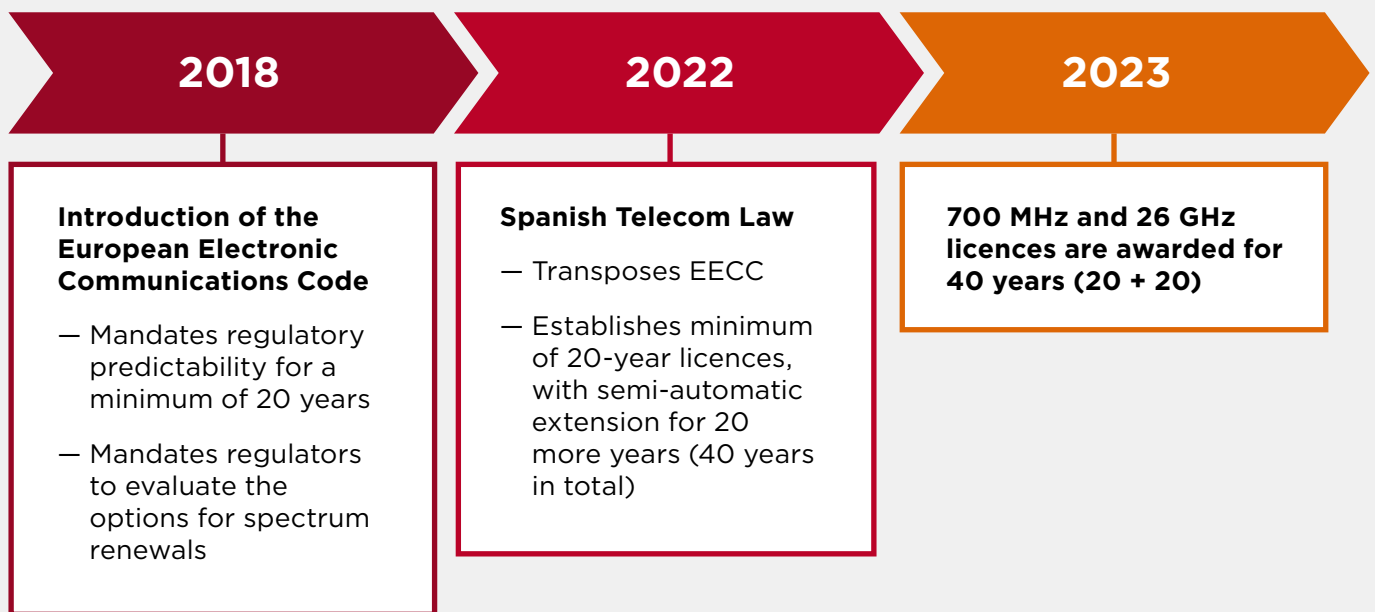 2018
2022
2023
Introduction of the
European Electronic
Communications Code
— Mandates regulatory
predictability for a
minimum of 20 years
— Mandates regulators
to evaluate the
options for spectrum
renewals
Spanish Telecom Law
— Transposes EECC
— Establishes minimum
of 20-year licences,
with semi-automatic
extension for 20
more years (40 years
in total)
700 MHz and 26 GHz
licences are awarded for
40 years (20 + 20)